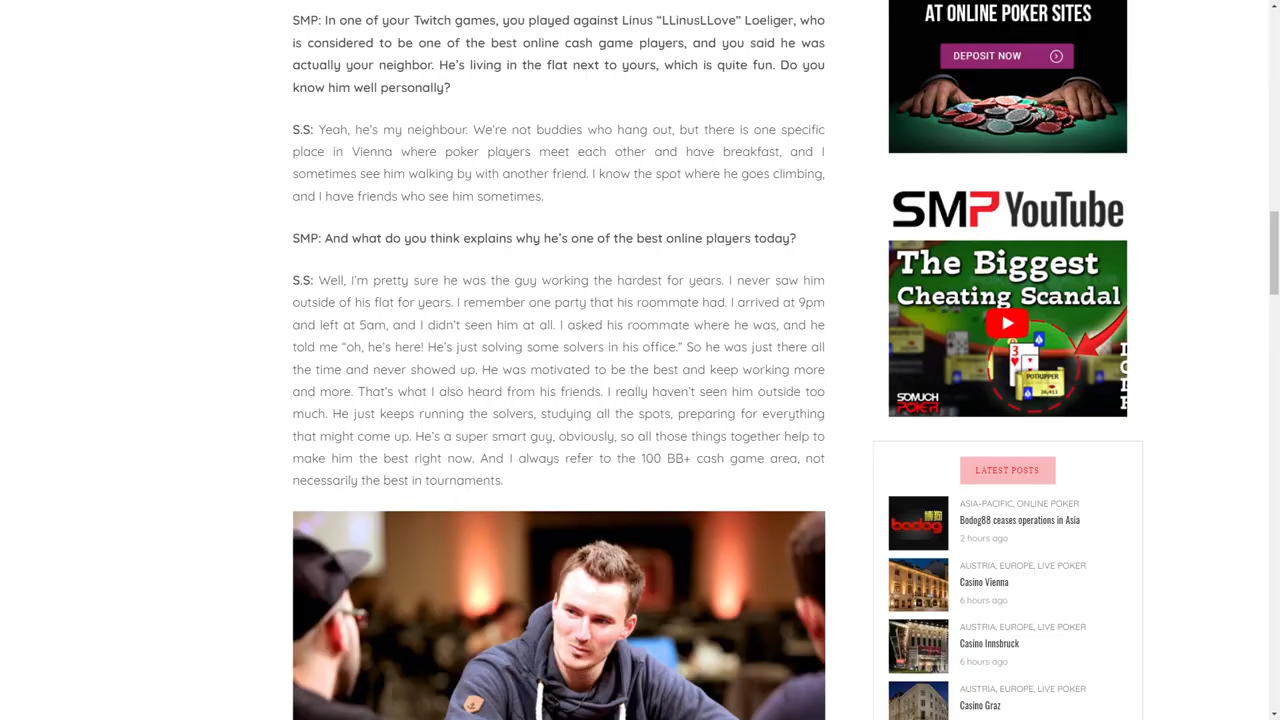 SMP: In one of your Twitch games, you played against Linus “LLinusLLove” Loeliger, who
is considered to be one of the best online cash game players, and you said he was
actually your neighbor. He’s living in the flat next to yours, which is quite fun. Do you
know him well personally?
S.S: Yeah, he’s my neighbour. We’re not buddies who hang out, but there is one specific
place in Vienna where poker players meet each other and have breakfast, and I
sometimes see him walking by with another friend. I know the spot where he goes climbing,
and I have friends who see him sometimes.
SMP: And what do you think explains why he’s one of the best online players today?
S.S: Well, I’m pretty sure he was the guy working the hardest for years. I never saw him
outside of his flat for years. I remember one party that his roommate had. I arrived at 9pm
and left at 5am, and I didn’t seen him at all. I asked his roommate where he was, and he
told me “oh, he’s here! He’s just solving some solvers in his office.” So he was just there all
the time and never showed up. He was motivated to be the best and keep working more
and more. That’s what I also heard from his friends. I really haven’t seen him outside too
much. He just keeps running the solvers, studying all the spots, preparing for everything
that might come up. He’s a super smart guy, obviously, so all those things together help to
make him the best right now. And I always refer to the 100 BB+ cash game area, not
necessarily the best in tournaments.
AT ONLINE POKER SITES
DEPOSIT NOW
SMP YouTube
The Biggest
Cheating Scandal
POTRIPPER
SOMUCH
POKER
LATEST POSTS
ASIA-PACIFIC, ONLINE POKER
Bodog88 ceases operations in Asia
2 hours ago
bodog
AUSTRIA, EUROPE, LIVE POKER
Casino Vienna
6 hours ago
AUSTRIA, EUROPE, LIVE POKER
Casino Innsbruck
6 hours ago
AUSTRIA, EUROPE, LIVE POKER
Casino Graz